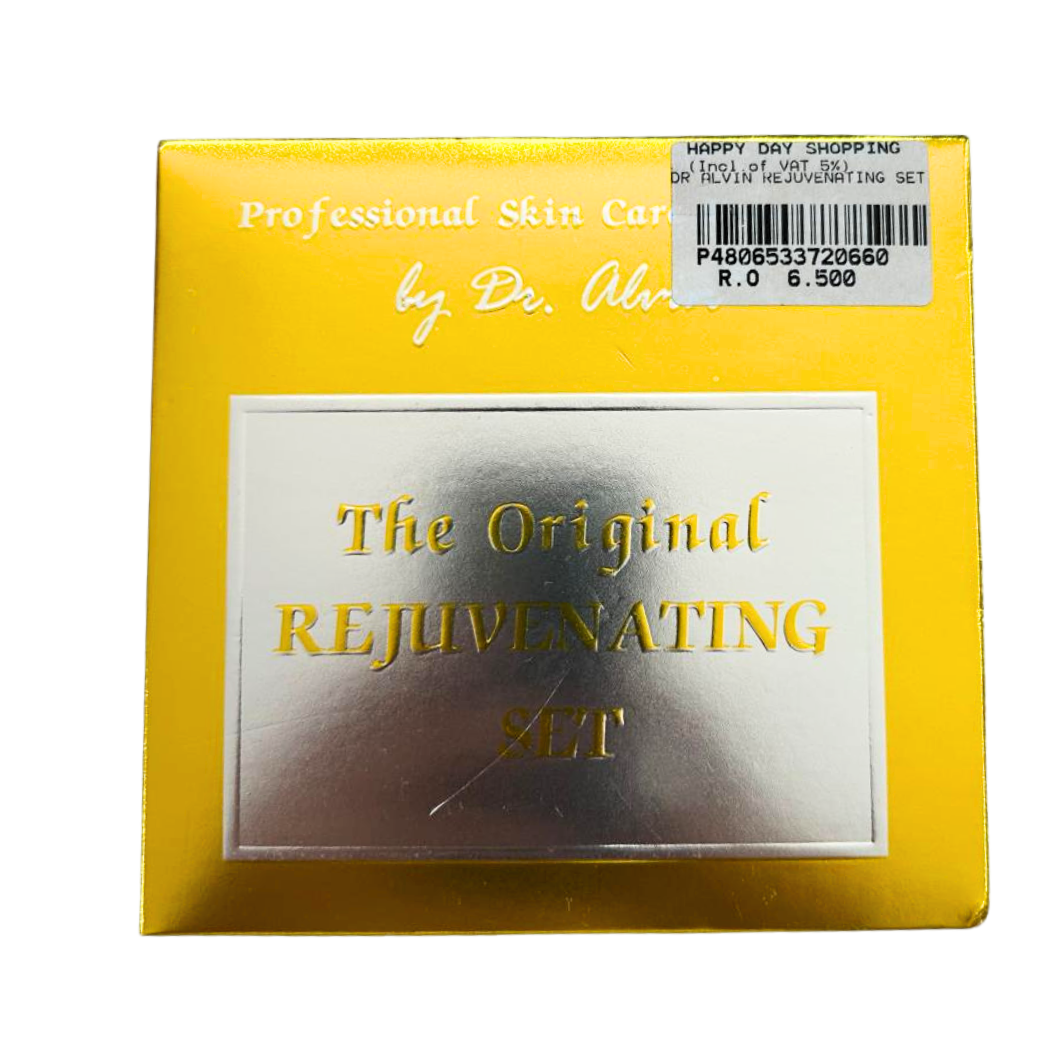 HAPPY DAY SHOPPING
(Incl.of VAT 5%)
DR ALVIN REJUVENATING SET
P4806533720660
R.O 6.500
Professional Skin Care
by Dr. Alvin
The Original
REJUVENATING
SET